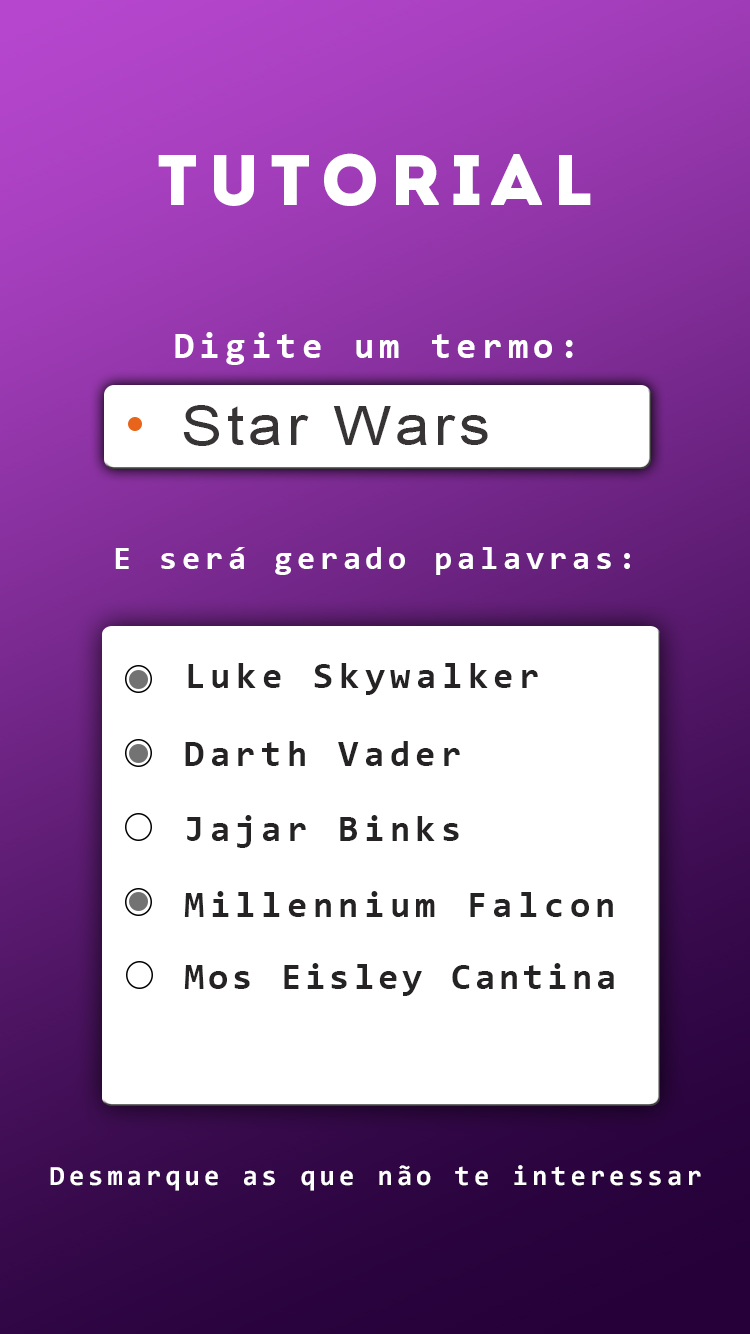 TUTORIAL
Digite um termo:
Star Wars
E será gerado palavras:
Luke Skywalker
Darth Vader
Jajar Binks
Millennium Falcon
Mos Eisley Cantina
Desmarque as que não te interessar